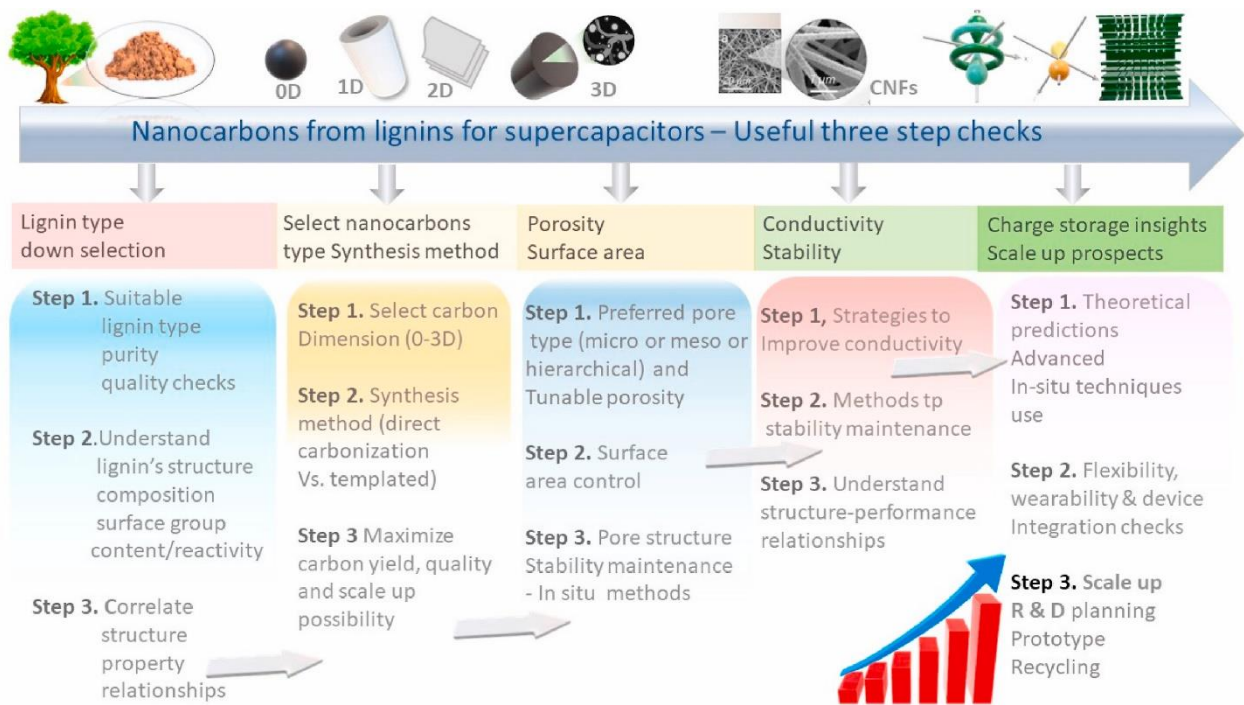 0D
1D
2D
3D
1 µm
CNFs
Nanocarbons from lignins for supercapacitors – Useful three step checks
Lignin type
down selection
Step 1. Suitable
lignin type
purity
quality checks
Step 2.Understand
lignin's structure
composition
surface group
content/reactivity
Step 3. Correlate
structure
property
relationships
Select nanocarbons
type Synthesis method
Step 1. Select carbon
Dimension (0-3D)
Step 2. Synthesis
method (direct
carbonization
Vs. templated)
Step 3 Maximize
carbon yield, quality
and scale up
possibility
Porosity
Surface area
Step 1. Preferred pore
type (micro or meso or
hierarchical) and
Tunable porosity
Step 2. Surface
area control
Step 3. Pore structure
Stability maintenance
- In situ methods
Conductivity
Stability
Step 1, Strategies to
Improve conductivity
Step 2. Methods tp
stability maintenance
Step 3. Understand
structure-performance
relationships
Charge storage insights
Scale up prospects
Step 1. Theoretical
predictions
Advanced
In-situ techniques
use
Step 2. Flexibility,
wearability & device
Integration checks
Step 3. Scale up
R & D planning
Prototype
Recycling